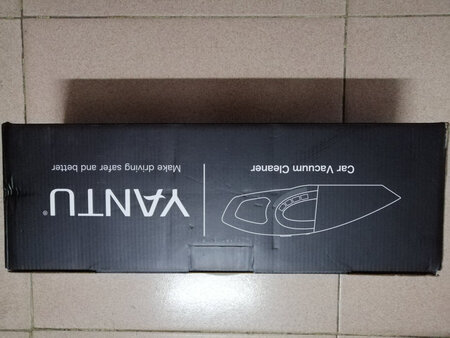 YANTU®
Make driving safer and better
Car Vacuum Cleaner